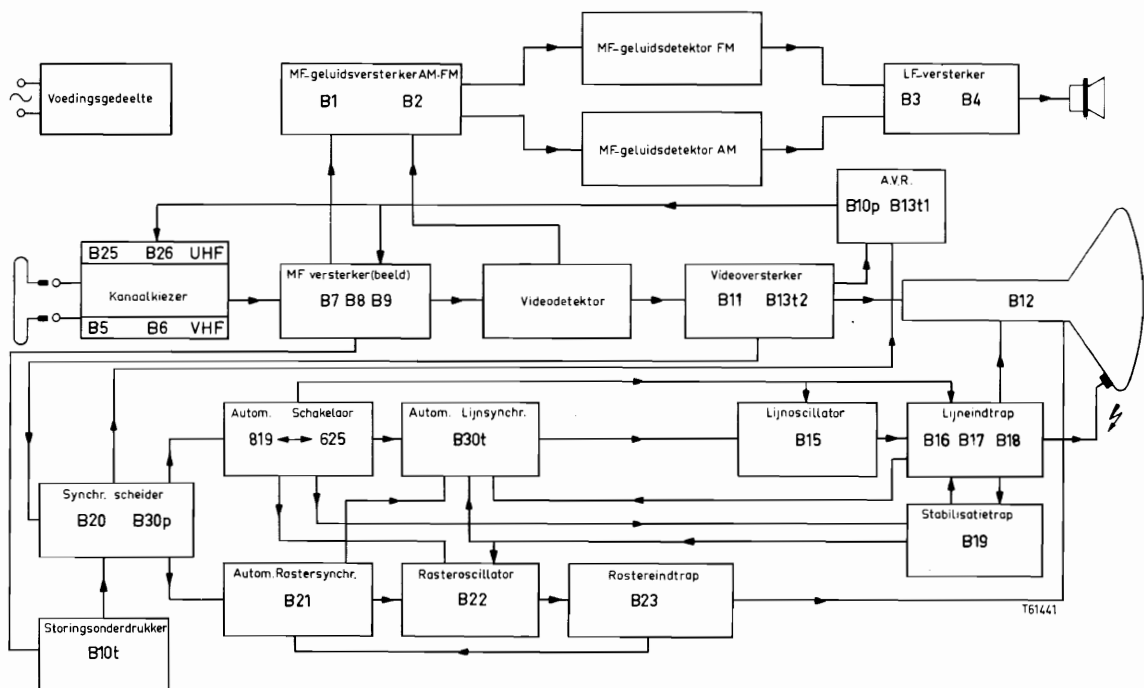 MF-geluidsdetektor FM
MF-geluidsversterker AM-FM
B1 B2
LF-versterker
B3 B4
Voedingsgedeelte
MF-geluidsdetektor AM
A.V.R.
B10p B13t1
B25 B26 UHF
Kanaalkiezer
B5 B6 VHF
MF versterker(beeld)
B7 B8 B9
Videodetektor
Videoversterker
B11 B13t2
B12
Autom. Schakelaar
819 625
Autom. Lijnsynchr.
B30t
Lijnoscillator
B15
Lijneindtrap
B16 B17 B18
Synchr. scheider
B20 B30p
Stabilisatietrap
B19
Autom.Rastersynchr.
B21
Rasteroscillator
B22
Rastereindtrap
B23
T61441
Storingsonderdrukker
B10t